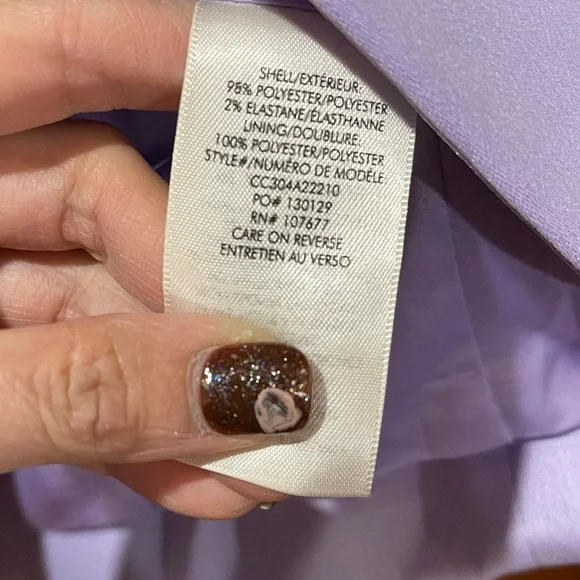 SHELL/EXTÉRIEUR:
98% POLYESTER/POLYESTER
2% ELASTANE/ÉLASTHANNE
LINING/DOUBLURE:
100% POLYESTER/POLYESTER
STYLE#/NUMÉRO DE MODÈLE
CC304A22210
PO# 130129
RN# 107677
CARE ON REVERSE
ENTRETIEN AU VERSO